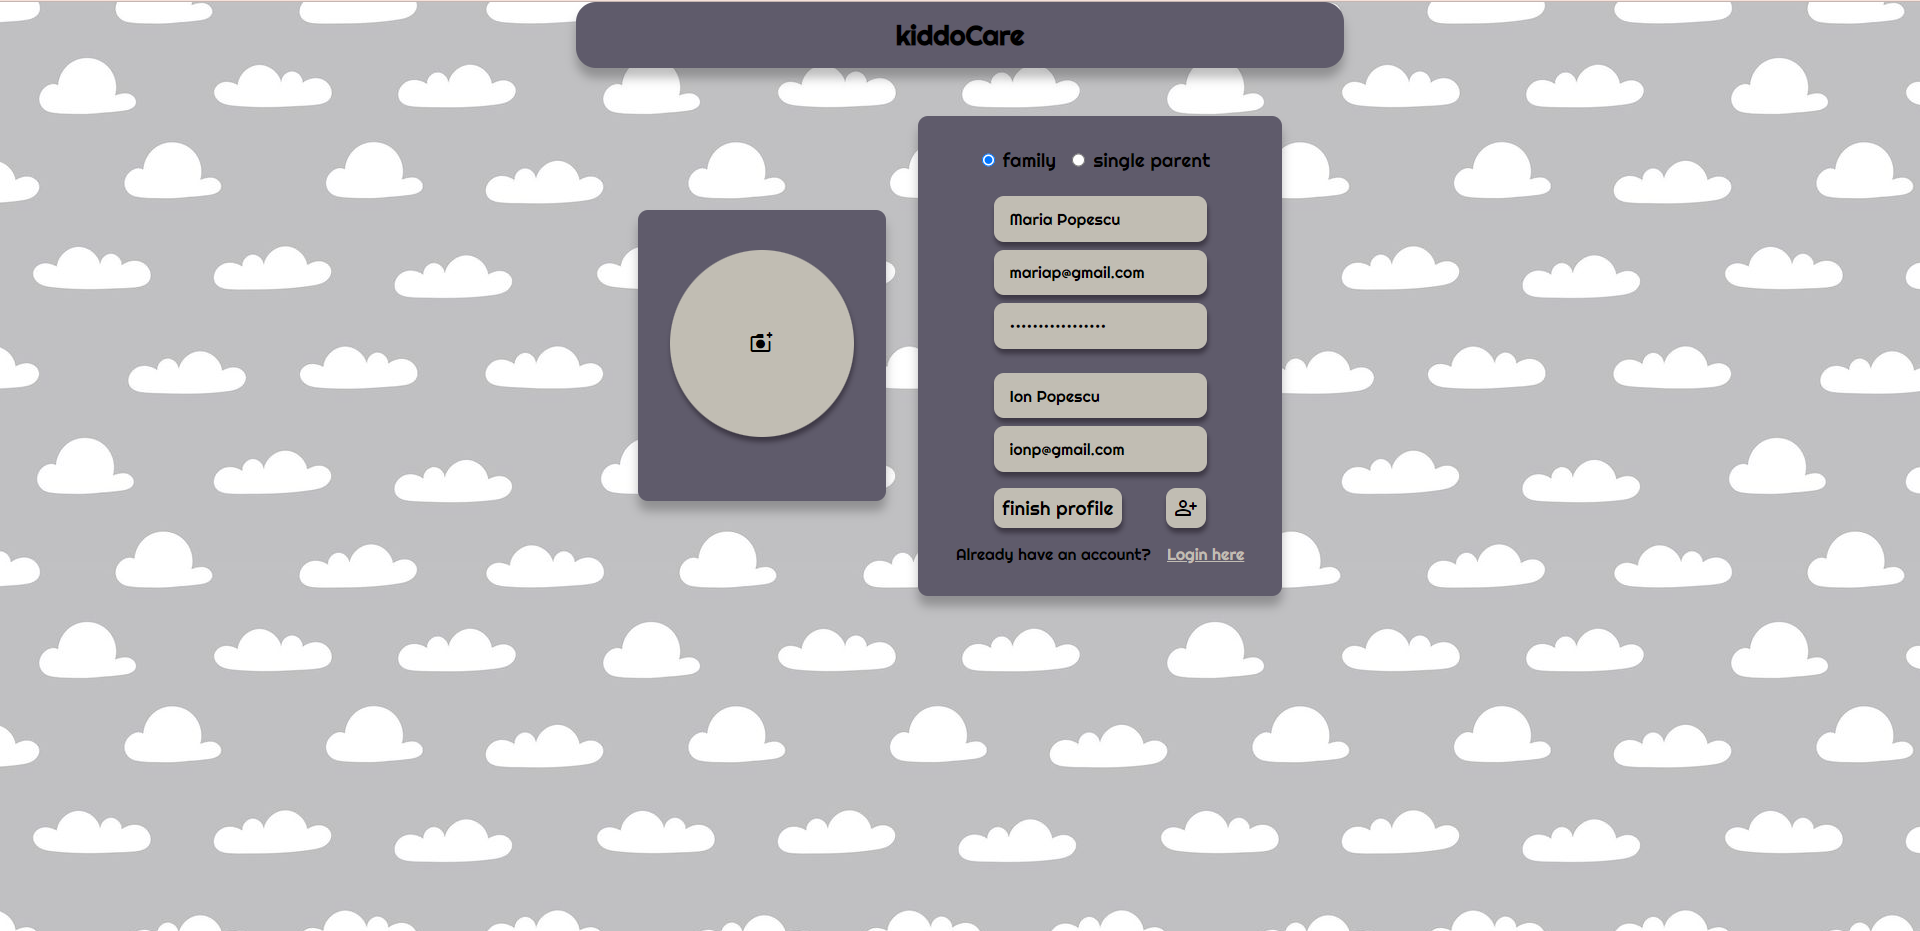 kiddoCare
family single parent
Maria Popescu
mariap@gmail.com
•••••••••••••••••
Ion Popescu
ionp@gmail.com
finish profile
Already have an account? Login here